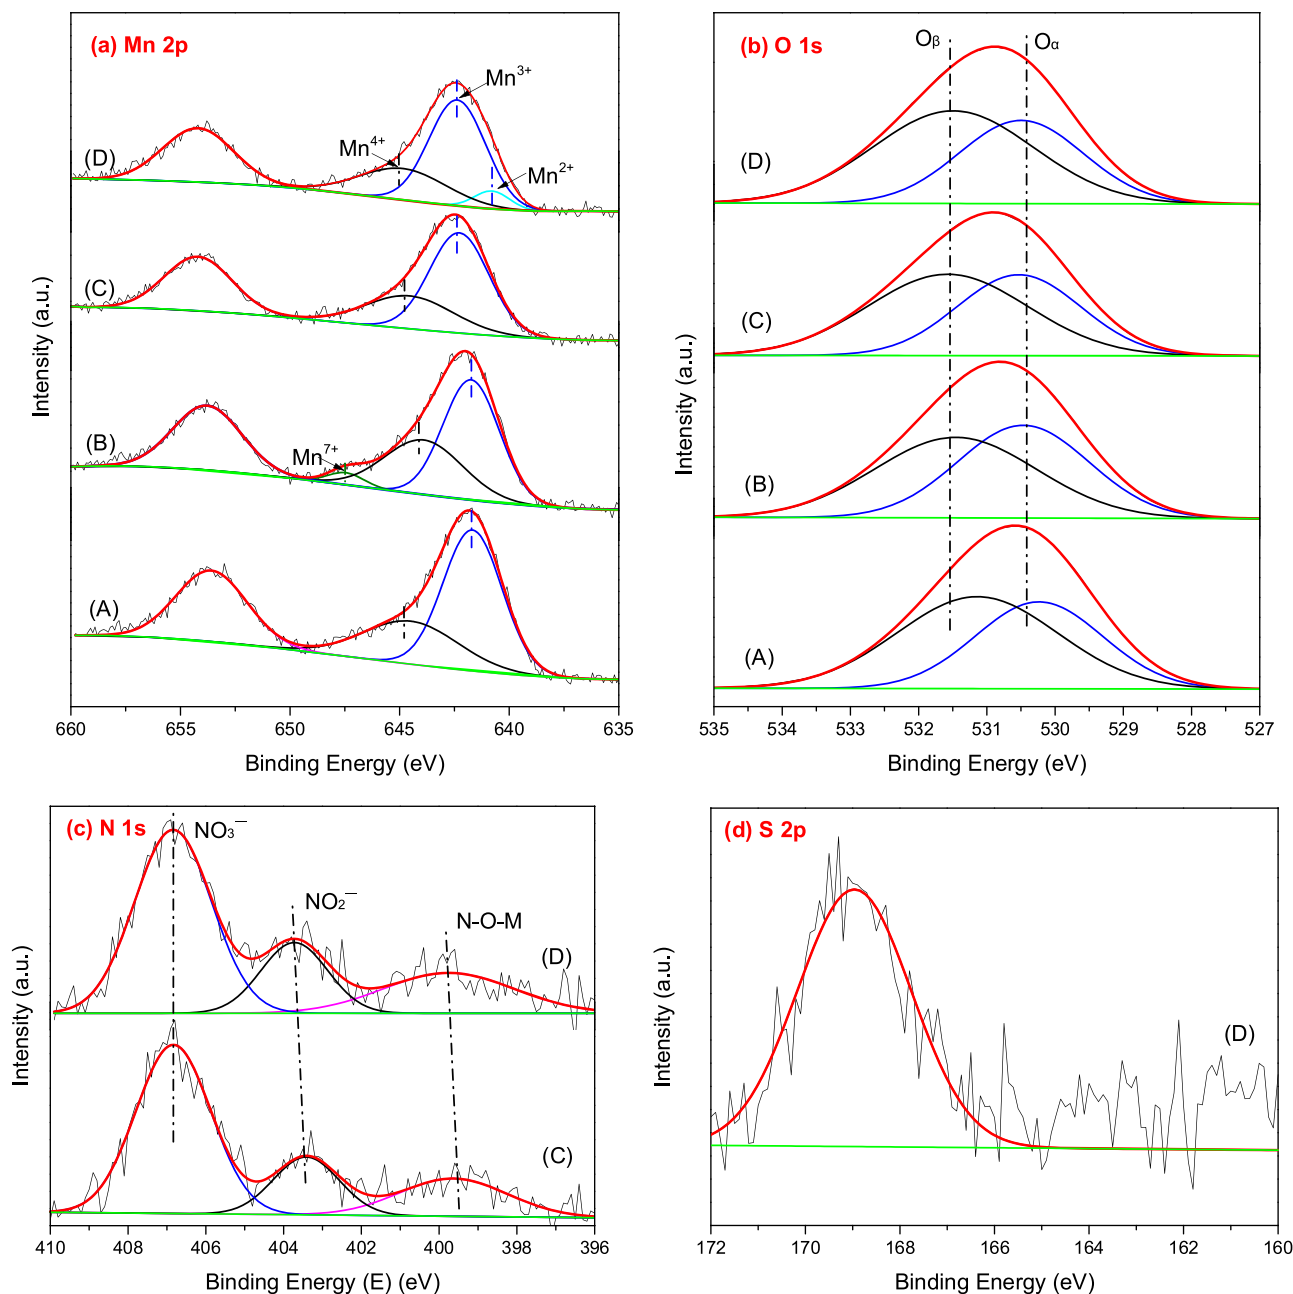 (a) Mn 2p
Mn3+
Mn4+
Mn2+
(D)
(C)
Mn7+
(B)
(A)
Intensity (a.u.)
660 655 650 645 640 635
Binding Energy (eV)
(b) O 1s
Oβ Oα
(D)
(C)
(B)
(A)
Intensity (a.u.)
535 534 533 532 531 530 529 528 527
Binding Energy (eV)
(c) N 1s
NO3—
NO2—
N-O-M
(D)
(C)
Intensity (a.u.)
410 408 406 404 402 400 398 396
Binding Energy (E) (eV)
(d) S 2p
(D)
Intensity (a.u.)
172 170 168 166 164 162 160
Binding Energy (eV)